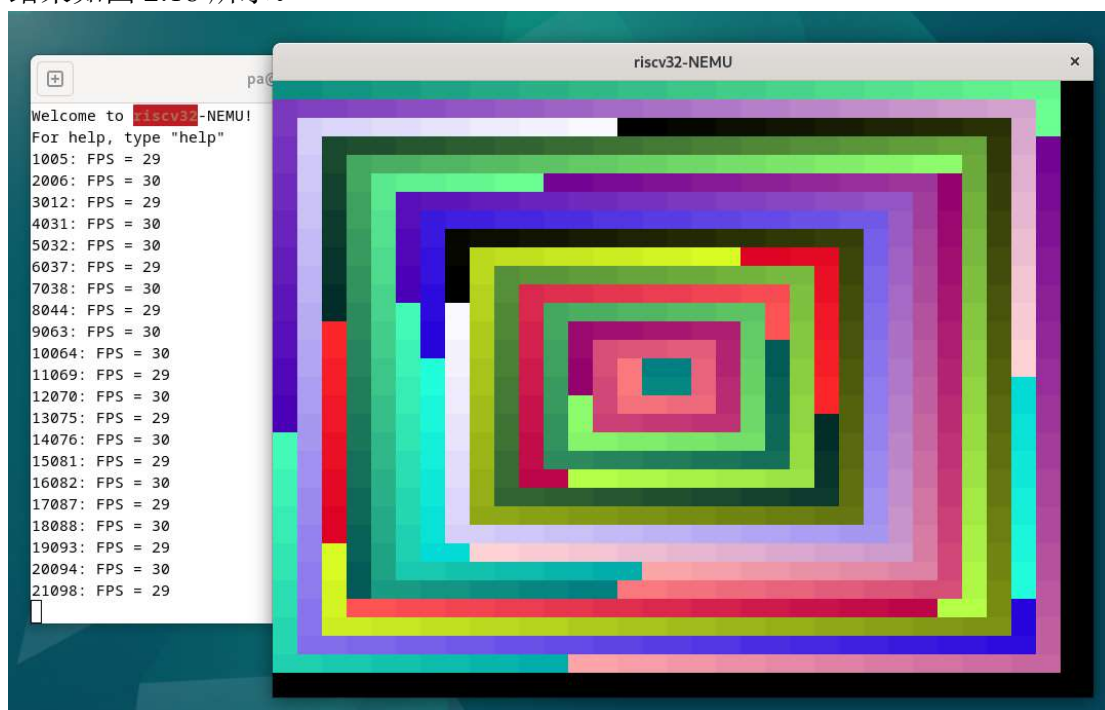 riscv32-NEMU
×
pa@
Welcome to riscv32-NEMU!
For help, type "help"
1005: FPS = 29
2006: FPS = 30
3012: FPS = 29
4031: FPS = 30
5032: FPS = 30
6037: FPS = 29
7038: FPS = 30
8044: FPS = 29
9063: FPS = 30
10064: FPS = 30
11069: FPS = 29
12070: FPS = 30
13075: FPS = 29
14076: FPS = 30
15081: FPS = 29
16082: FPS = 30
17087: FPS = 29
18088: FPS = 30
19093: FPS = 29
20094: FPS = 30
21098: FPS = 29